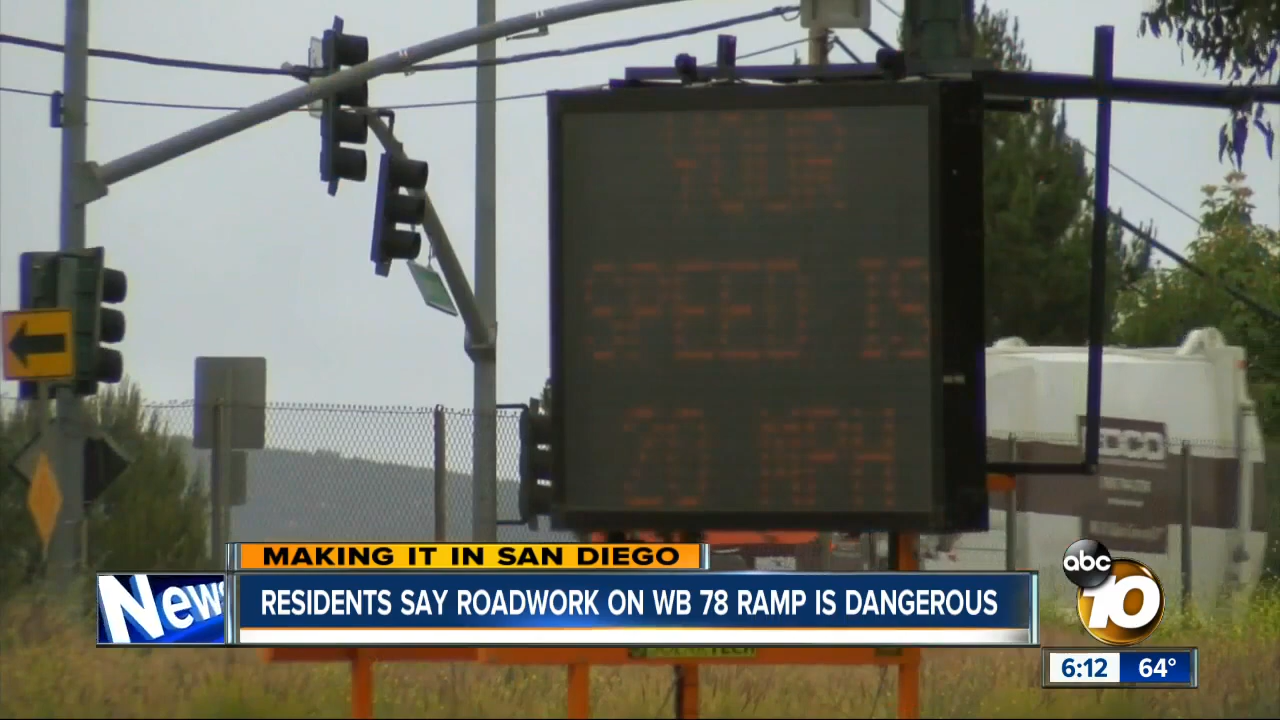 YOUR
SPEED IS
20 MPH
EDCO
MAKING IT IN SAN DIEGO
News
RESIDENTS SAY ROADWORK ON WB 78 RAMP IS DANGEROUS
abc
10
6:12 64°